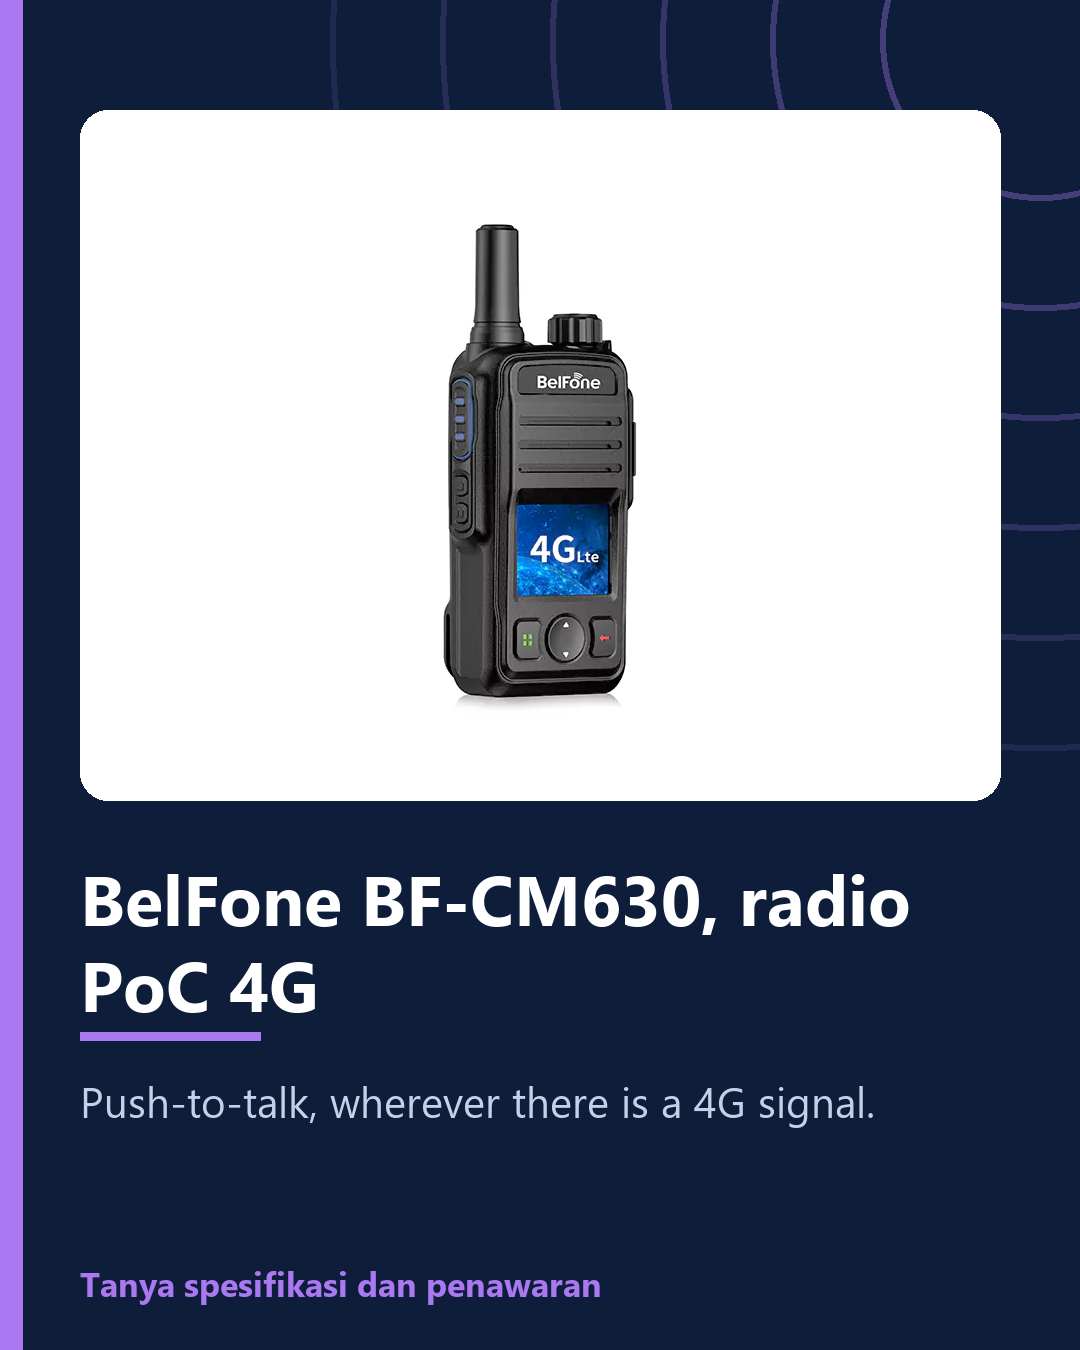 BelFone
4GLte
BelFone BF-CM630, radio
PoC 4G
Push-to-talk, wherever there is a 4G signal.
Tanya spesifikasi dan penawaran